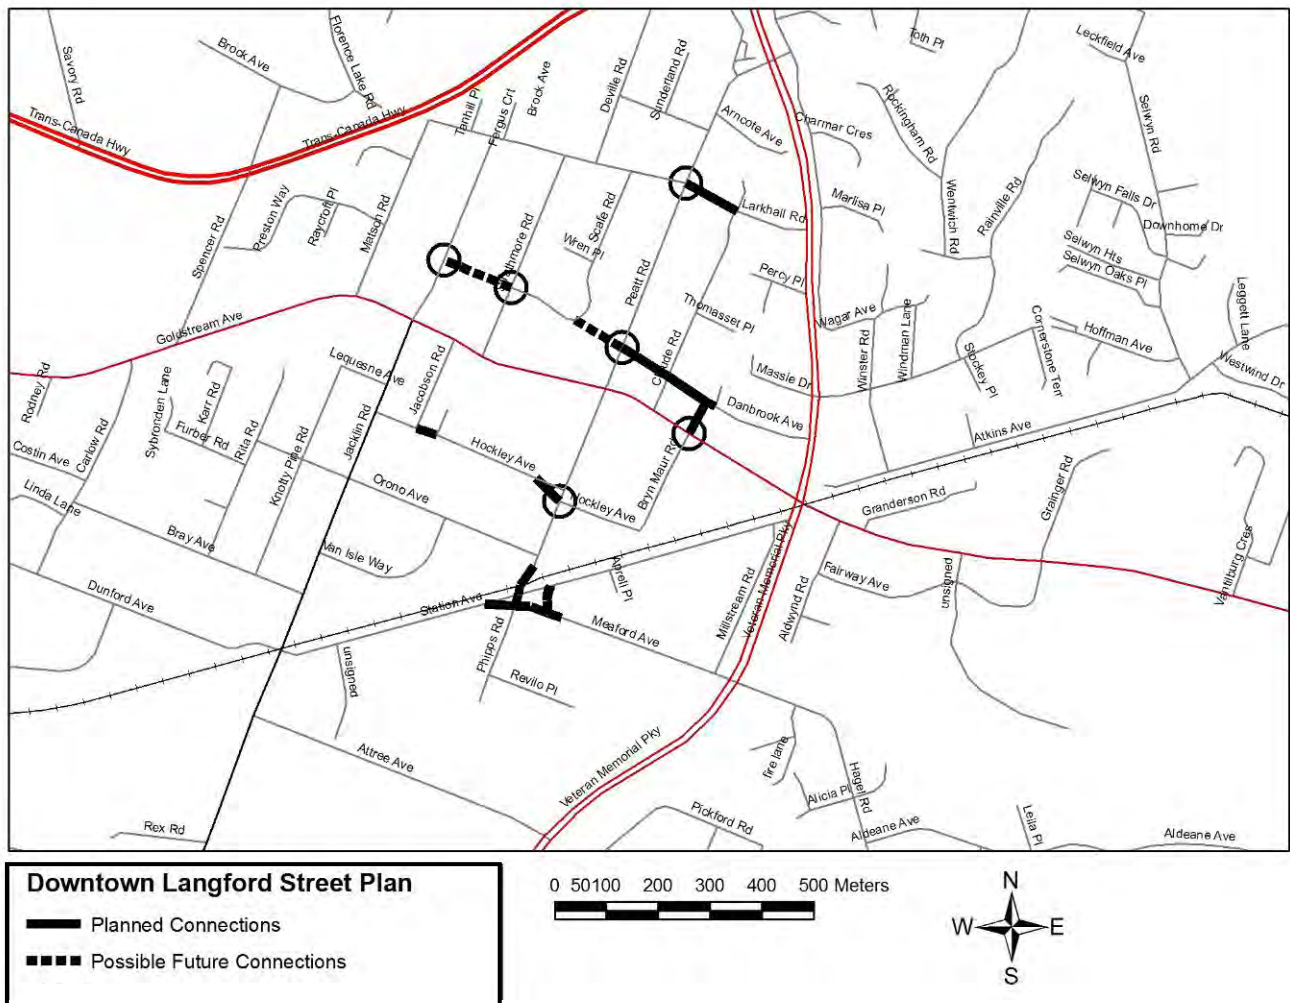 Savory Rd
Brock Ave
Florence Lake Rd
Trans-Canada Hwy
Trans-Canada Hwy
Tanhill Pl
Fergus Crt
Brock Ave
Deville Rd
Sunderland Rd
Arncote Ave
Charmar Cres
Toth Pl
Rockingham Rd
Leckfield Ave
Selwyn Rd
Preston Way
Raycroft Pl
Matson Rd
Spencer Rd
Scafe Rd
Wren Pl
Peatt Rd
Larkhall Rd
Marlisa Pl
Wentwich Rd
Rainville Rd
Selwyn Falls Dr
Downhome Dr
Selwyn Hts
Selwyn Oaks Pl
Percy Pl
Thomasset Pl
Wagar Ave
Winster Rd
Windman Lane
Stockey Pl
Cornerstone Terr
Hoffman Ave
Leggett Lane
Westwind Dr
Goldstream Ave
Lequesne Ave
Jacobson Rd
Massie Dr
Danbrook Ave
Rodney Rd
Carlow Rd
Sybronden Lane
Karr Rd
Furber Rd
Rita Rd
Knotty Pine Rd
Jacklin Rd
Hockley Ave
Hockley Ave
Bryn Maur Rd
Atkins Ave
Costin Ave
Linda Lane
Orono Ave
Bray Ave
Van Isle Way
Granderson Rd
Grainger Rd
Dunford Ave
Station Ave
Aprell Pl
Millstream Rd
Veteran Memorial Pky
Aldwynd Rd
Fairway Ave
unsigned
Vantilburg Cres
Phipps Rd
Meaford Ave
Revilo Pl
unsigned
Attree Ave
Veteran Memorial Pky
fire lane
Alicia Pl
Hagel Rd
Rex Rd
Pickford Rd
Aldeane Ave
Leila Pl
Aldeane Ave
Downtown Langford Street Plan
Planned Connections
Possible Future Connections
0 50 100 200 300 400 500 Meters
N
W E
S